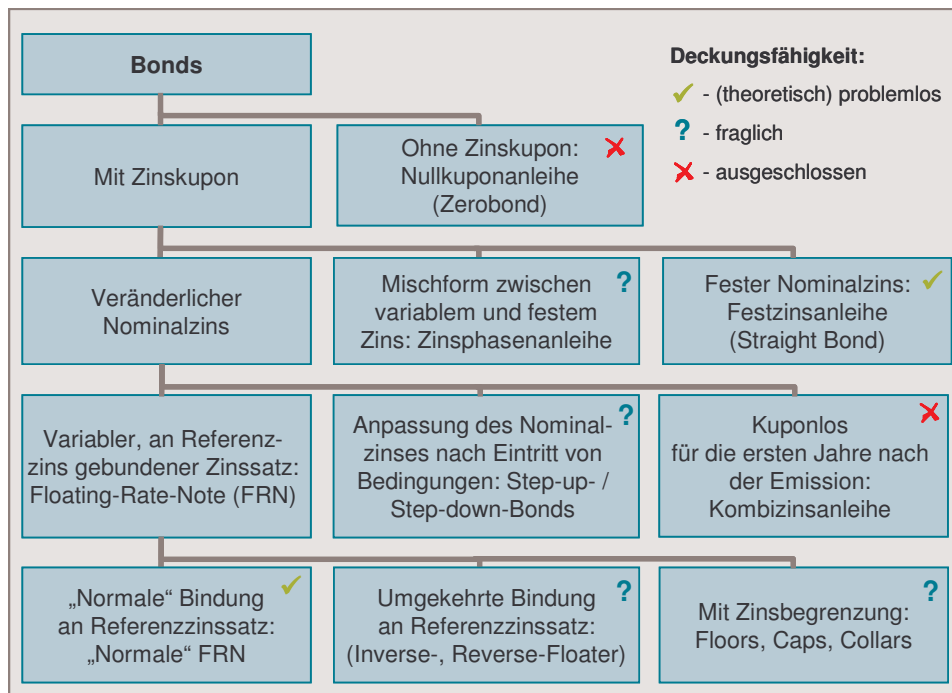 Bonds
Deckungsfähigkeit:
✓ - (theoretisch) problemlos
? - fraglich
✗ - ausgeschlossen
Mit Zinskupon
Ohne Zinskupon: ✗
Nullkuponanleihe
(Zerobond)
Veränderlicher
Nominalzins
Mischform zwischen ?
variablem und festem
Zins: Zinsphasenanleihe
Fester Nominalzins: ✓
Festzinsanleihe
(Straight Bond)
Variabler, an Referenz-
zins gebundener Zinssatz:
Floating-Rate-Note (FRN)
Anpassung des Nominal- ?
zinses nach Eintritt von
Bedingungen: Step-up- /
Step-down-Bonds
Kuponlos ✗
für die ersten Jahre nach
der Emission:
Kombizinsanleihe
„Normale“ Bindung ✓
an Referenzzinssatz:
„Normale“ FRN
Umgekehrte Bindung ?
an Referenzzinssatz:
(Inverse-, Reverse-Floater)
Mit Zinsbegrenzung: ?
Floors, Caps, Collars